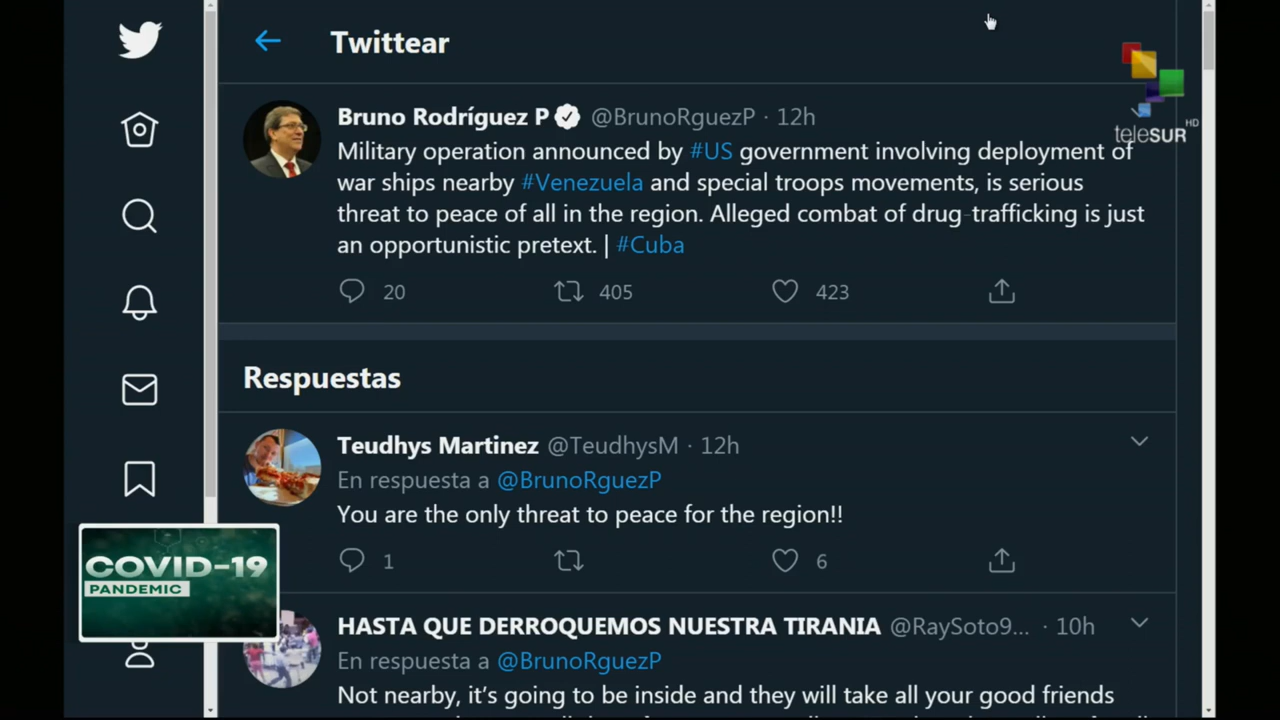 Twittear
teleSUR HD
Bruno Rodríguez P @BrunoRguezP · 12h
Military operation announced by #US government involving deployment of
war ships nearby #Venezuela and special troops movements, is serious
threat to peace of all in the region. Alleged combat of drug-trafficking is just
an opportunistic pretext. | #Cuba
20 405 423
Respuestas
Teudhys Martinez @TeudhysM · 12h
En respuesta a @BrunoRguezP
You are the only threat to peace for the region!!
1 6
COVID-19
PANDEMIC
HASTA QUE DERROQUEMOS NUESTRA TIRANIA @RaySoto9... · 10h
En respuesta a @BrunoRguezP
Not nearby, it's going to be inside and they will take all your good friends